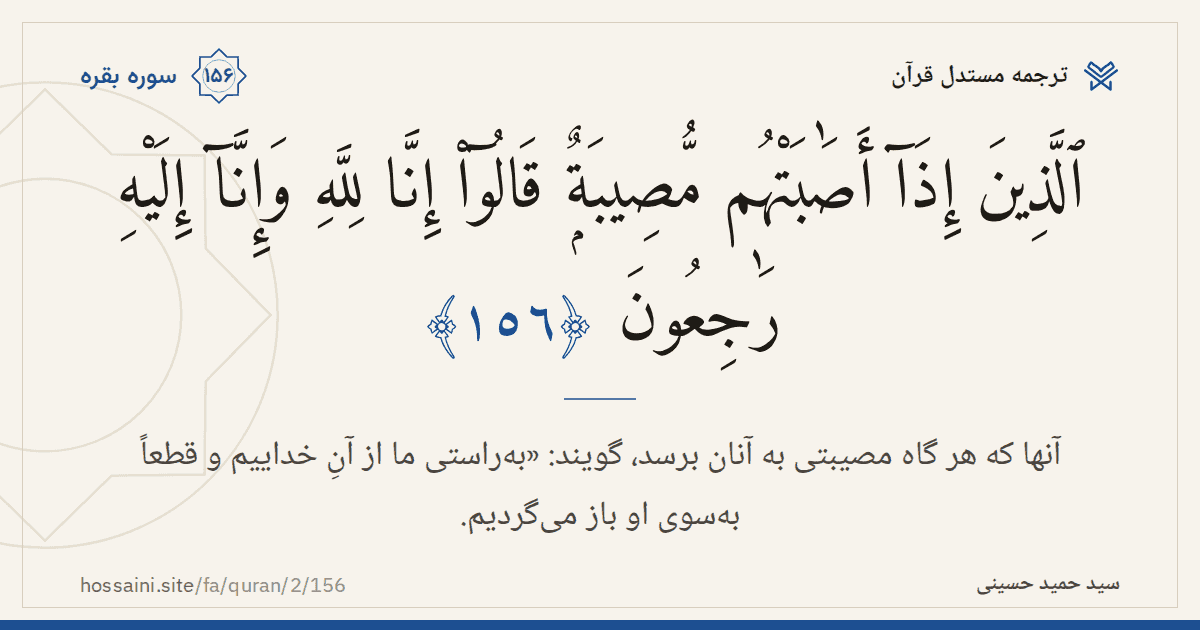 ترجمه مستدل قرآن
سوره بقره ۱۵۶
ٱلَّذِينَ إِذَآ أَصَٰبَتْهُم مُّصِيبَةٌۭ قَالُوٓا۟ إِنَّا لِلَّهِ وَإِنَّآ إِلَيْهِ
رَٰجِعُونَ ﴿١٥٦﴾
آنها که هر گاه مصیبتی به آنان برسد، گویند: «به‌راستی ما از آنِ خداییم و قطعاً
به‌سوی او باز می‌گردیم.
سید حمید حسینی
hossaini.site/fa/quran/2/156